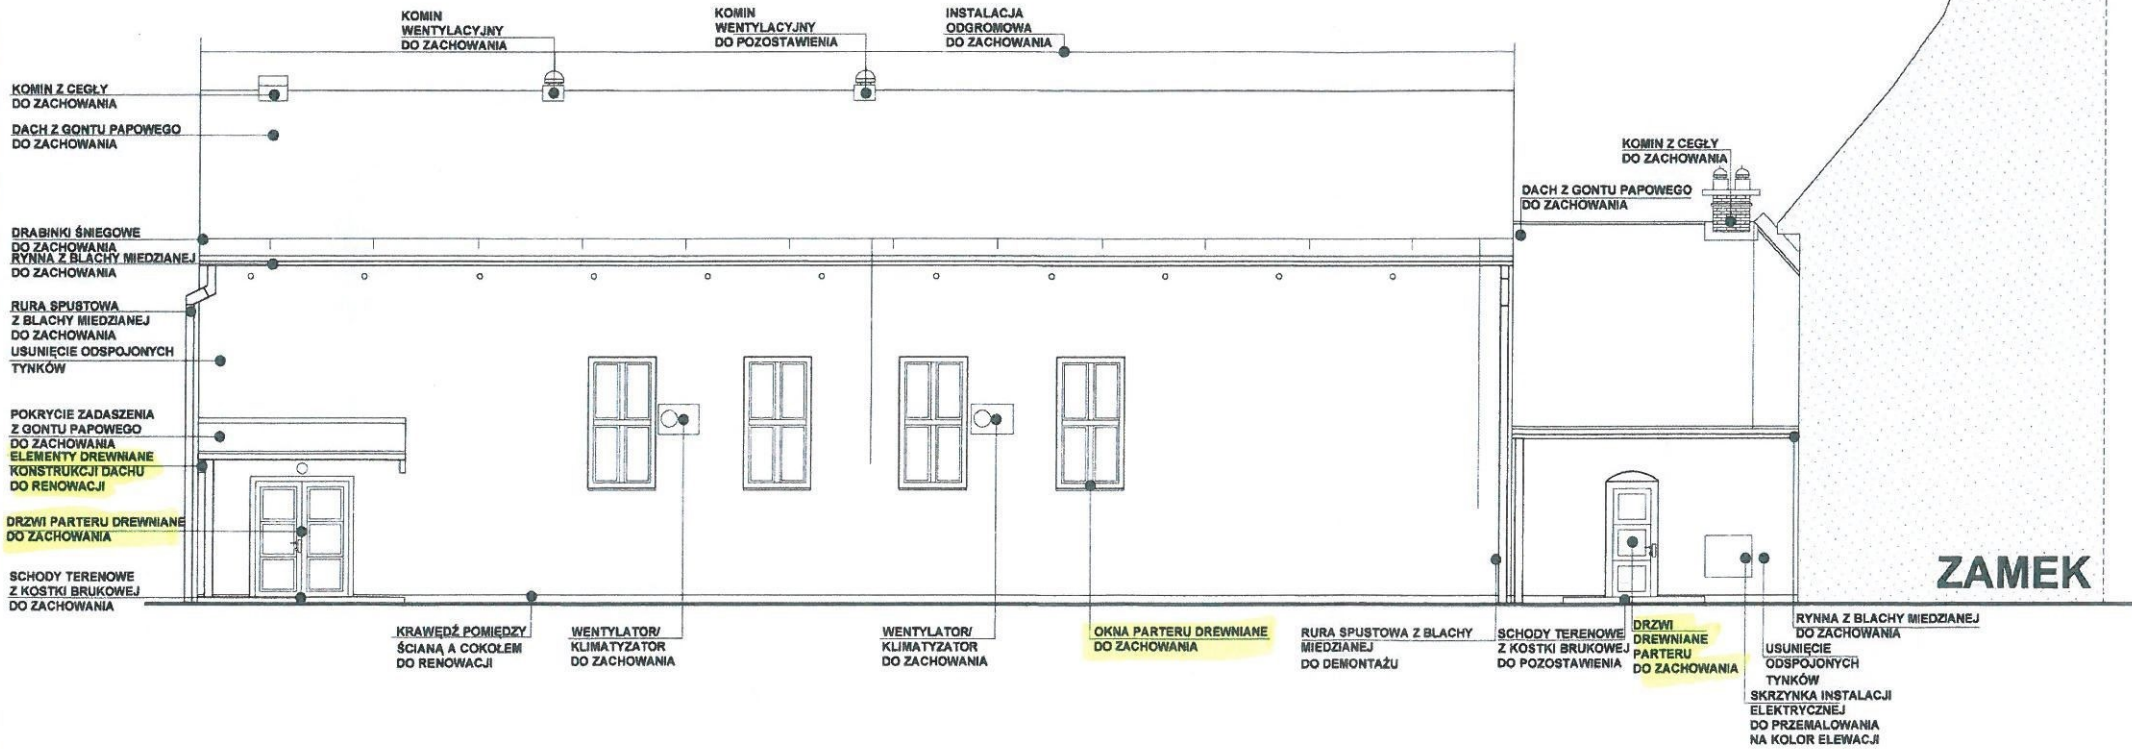 KOMIN
WENTYLACYJNY
DO ZACHOWANIA
KOMIN
WENTYLACYJNY
DO POZOSTAWIENIA
INSTALACJA
ODGROMOWA
DO ZACHOWANIA
KOMIN Z CEGŁY
DO ZACHOWANIA
DACH Z GONTU PAPOWEGO
DO ZACHOWANIA
KOMIN Z CEGŁY
DO ZACHOWANIA
DACH Z GONTU PAPOWEGO
DO ZACHOWANIA
DRABINKI ŚNIEGOWE
DO ZACHOWANIA
RYNNA Z BLACHY MIEDZIANEJ
DO ZACHOWANIA
RURA SPUSTOWA
Z BLACHY MIEDZIANEJ
DO ZACHOWANIA
USUNIĘCIE ODSPOJONYCH
TYNKÓW
POKRYCIE ZADASZENIA
Z GONTU PAPOWEGO
DO ZACHOWANIA
ELEMENTY DREWNIANE
KONSTRUKCJI DACHU
DO RENOWACJI
DRZWI PARTERU DREWNIANE
DO ZACHOWANIA
SCHODY TERENOWE
Z KOSTKI BRUKOWEJ
DO ZACHOWANIA
ZAMEK
KRAWĘDŹ POMIĘDZY
ŚCIANĄ A COKOŁEM
DO RENOWACJI
WENTYLATOR/
KLIMATYZATOR
DO ZACHOWANIA
WENTYLATOR/
KLIMATYZATOR
DO ZACHOWANIA
OKNA PARTERU DREWNIANE
DO ZACHOWANIA
RURA SPUSTOWA Z BLACHY
MIEDZIANEJ
DO DEMONTAŻU
SCHODY TERENOWE
Z KOSTKI BRUKOWEJ
DO POZOSTAWIENIA
DRZWI
DREWNIANE
PARTERU
DO ZACHOWANIA
RYNNA Z BLACHY MIEDZIANEJ
DO ZACHOWANIA
USUNIĘCIE
ODSPOJONYCH
TYNKÓW
SKRZYNKA INSTALACJI
ELEKTRYCZNEJ
DO PRZEMALOWANIA
NA KOLOR ELEWACJI